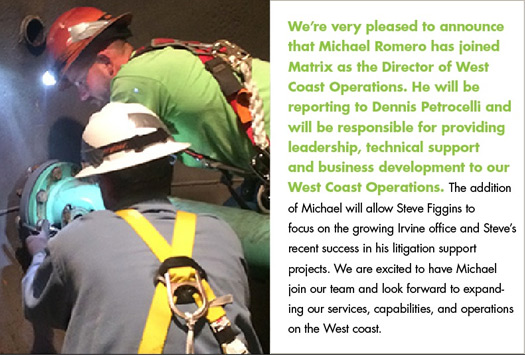 We're very pleased to announce
that Michael Romero has joined
Matrix as the Director of West
Coast Operations. He will be
reporting to Dennis Petrocelli and
will be responsible for providing
leadership, technical support
and business development to our
West Coast Operations. The addition
of Michael will allow Steve Figgins to
focus on the growing Irvine office and Steve's
recent success in his litigation support
projects. We are excited to have Michael
join our team and look forward to expand-
ing our services, capabilities, and operations
on the West coast.